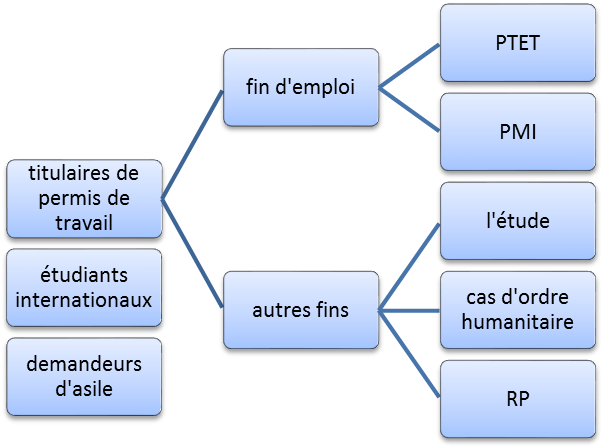 titulaires de
permis de
travail
étudiants
internationaux
demandeurs
d'asile
fin d'emploi
autres fins
PTET
PMI
l'étude
cas d'ordre
humanitaire
RP